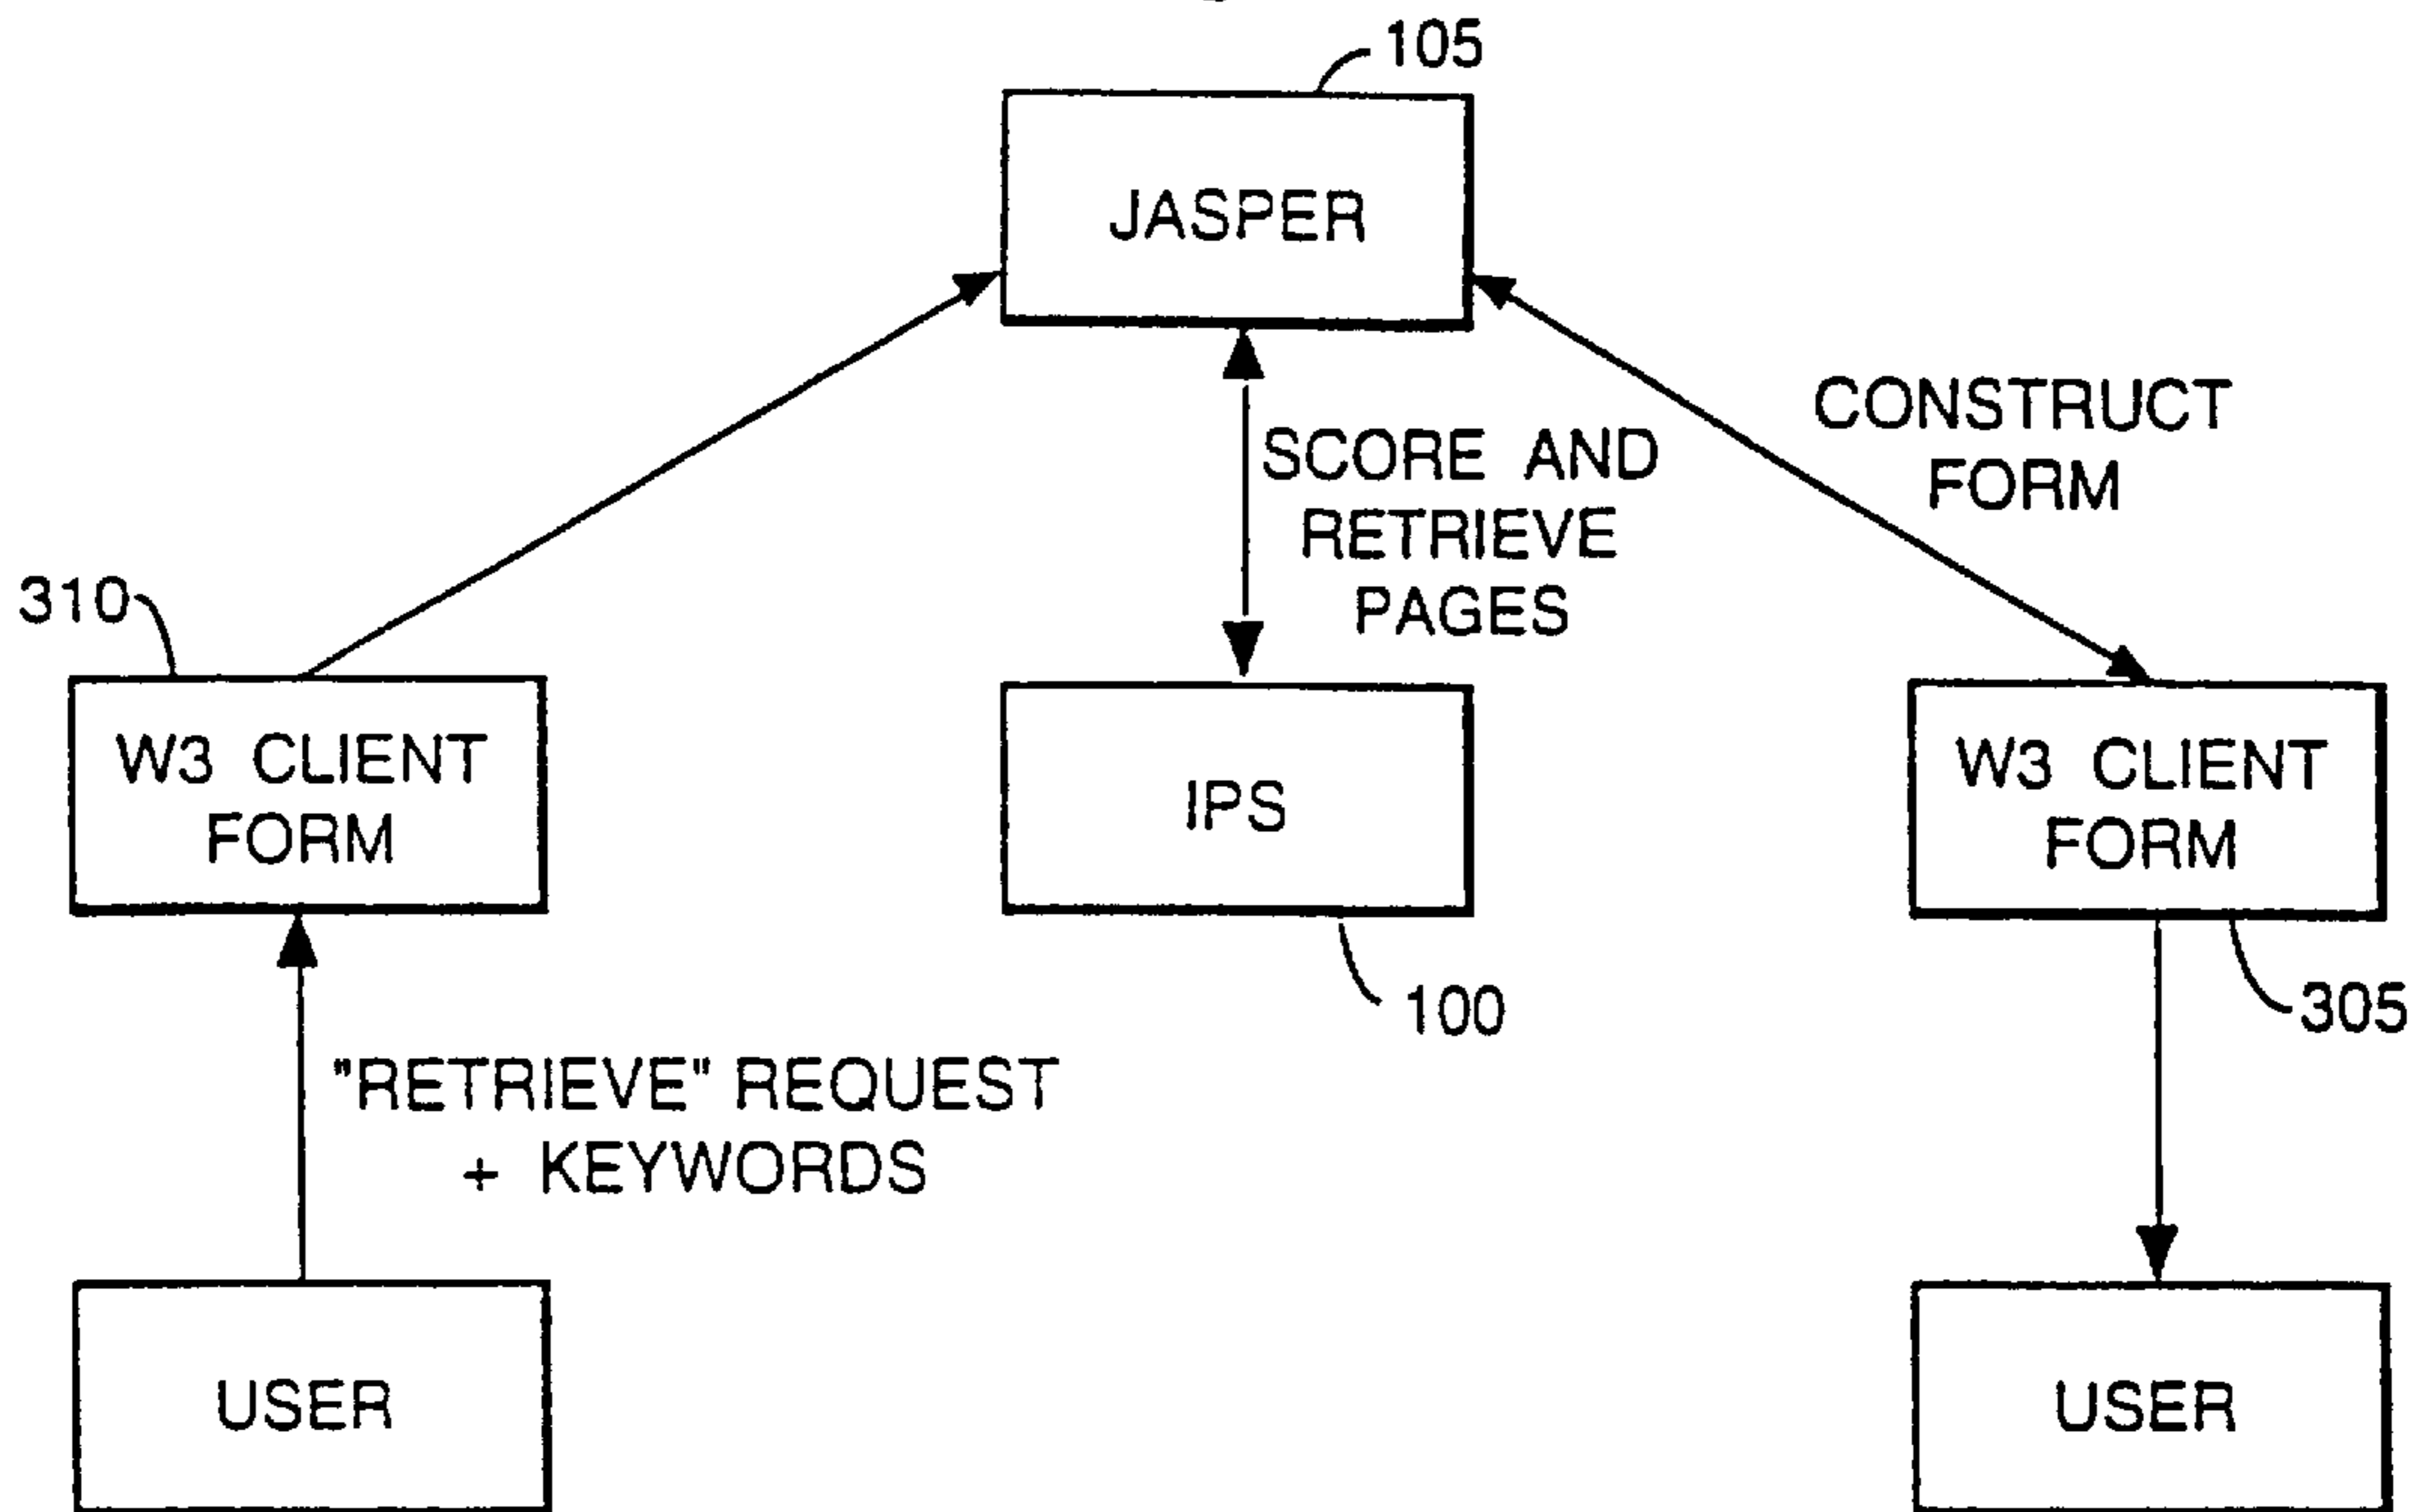 105
JASPER
CONSTRUCT
FORM
SCORE AND
RETRIEVE
PAGES
310
W3 CLIENT
FORM
IPS
W3 CLIENT
FORM
100
305
"RETRIEVE" REQUEST
+ KEYWORDS
USER
USER